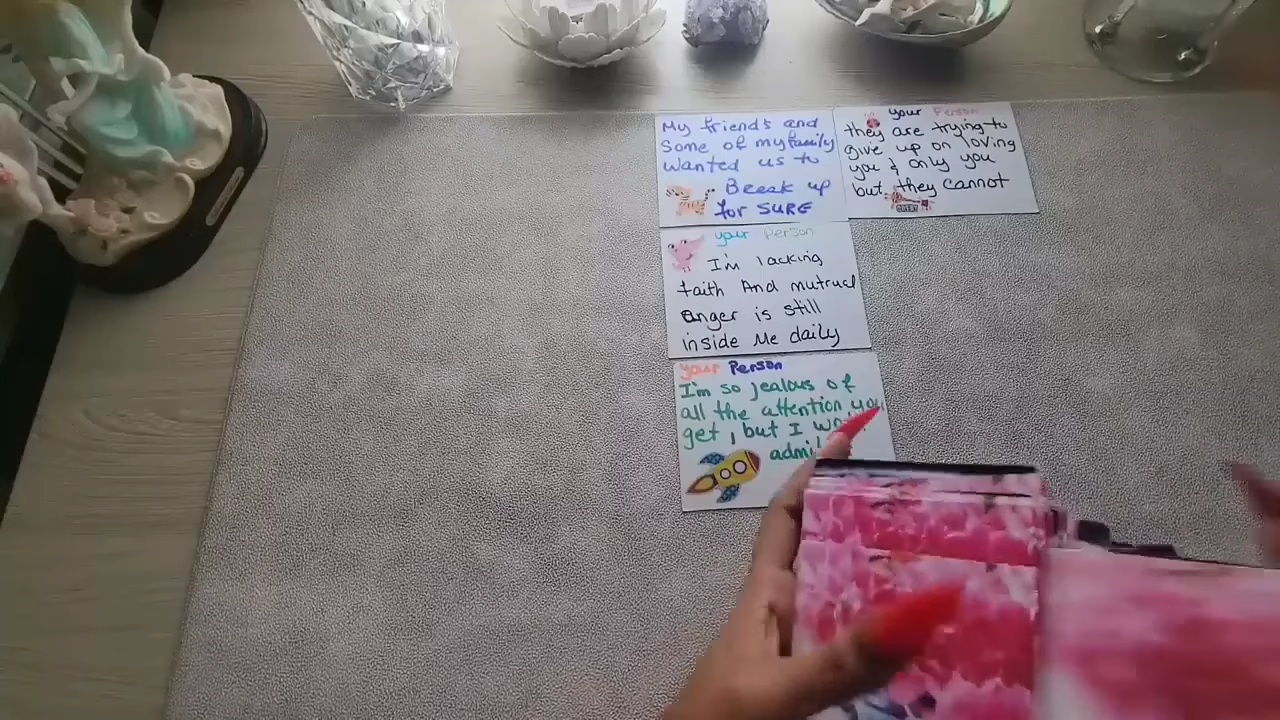 My friends and
Some of my family
wanted us to
Break up
for SURE
your Person
they are trying to
give up on loving
you & only you
but they cannot
your Person
I'm lacking
faith And mutrual
anger is still
inside Me daily
your Person
I'm so jealous of
all the attention you
get, but I